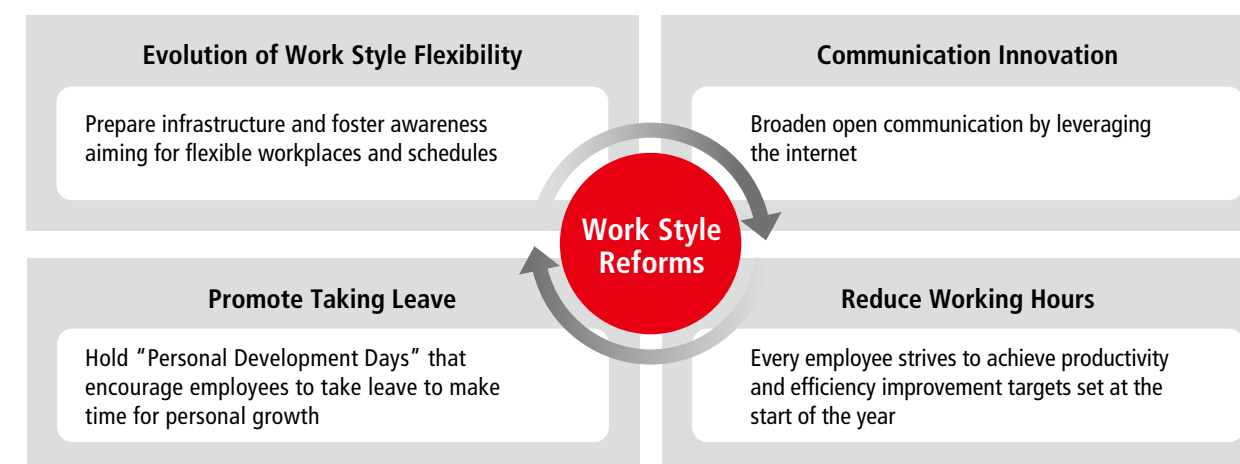 Evolution of Work Style Flexibility
Prepare infrastructure and foster awareness
aiming for flexible workplaces and schedules
Communication Innovation
Broaden open communication by leveraging
the internet
Work Style
Reforms
Promote Taking Leave
Hold “Personal Development Days” that
encourage employees to take leave to make
time for personal growth
Reduce Working Hours
Every employee strives to achieve productivity
and efficiency improvement targets set at the
start of the year